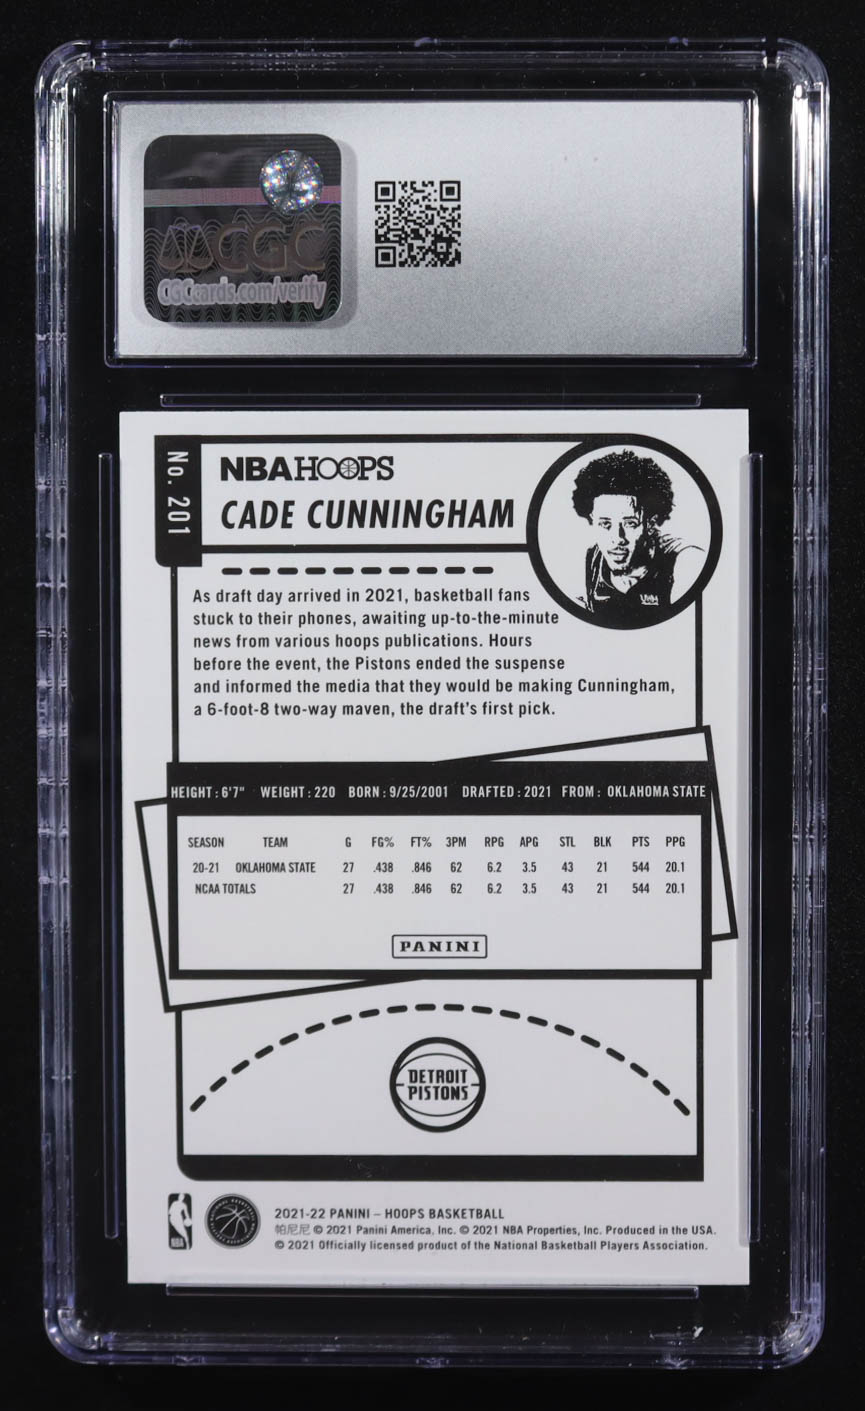 CGC
CGCcards.com/verify
No. 201
NBA HOOPS
CADE CUNNINGHAM
As draft day arrived in 2021, basketball fans
stuck to their phones, awaiting up-to-the-minute
news from various hoops publications. Hours
before the event, the Pistons ended the suspense
and informed the media that they would be making Cunningham,
a 6-foot-8 two-way maven, the draft's first pick.
HEIGHT: 6'7" WEIGHT: 220 BORN: 9/25/2001 DRAFTED: 2021 FROM: OKLAHOMA STATE
SEASON TEAM G FG% FT% 3PM RPG APG STL BLK PTS PPG
20-21 OKLAHOMA STATE 27 .438 .846 62 6.2 3.5 43 21 544 20.1
NCAA TOTALS 27 .438 .846 62 6.2 3.5 43 21 544 20.1
PANINI
DETROIT
PISTONS
NBA
2021-22 PANINI – HOOPS BASKETBALL
帕尼尼 © 2021 Panini America, Inc. © 2021 NBA Properties, Inc. Produced in the USA.
© 2021 Officially licensed product of the National Basketball Players Association.